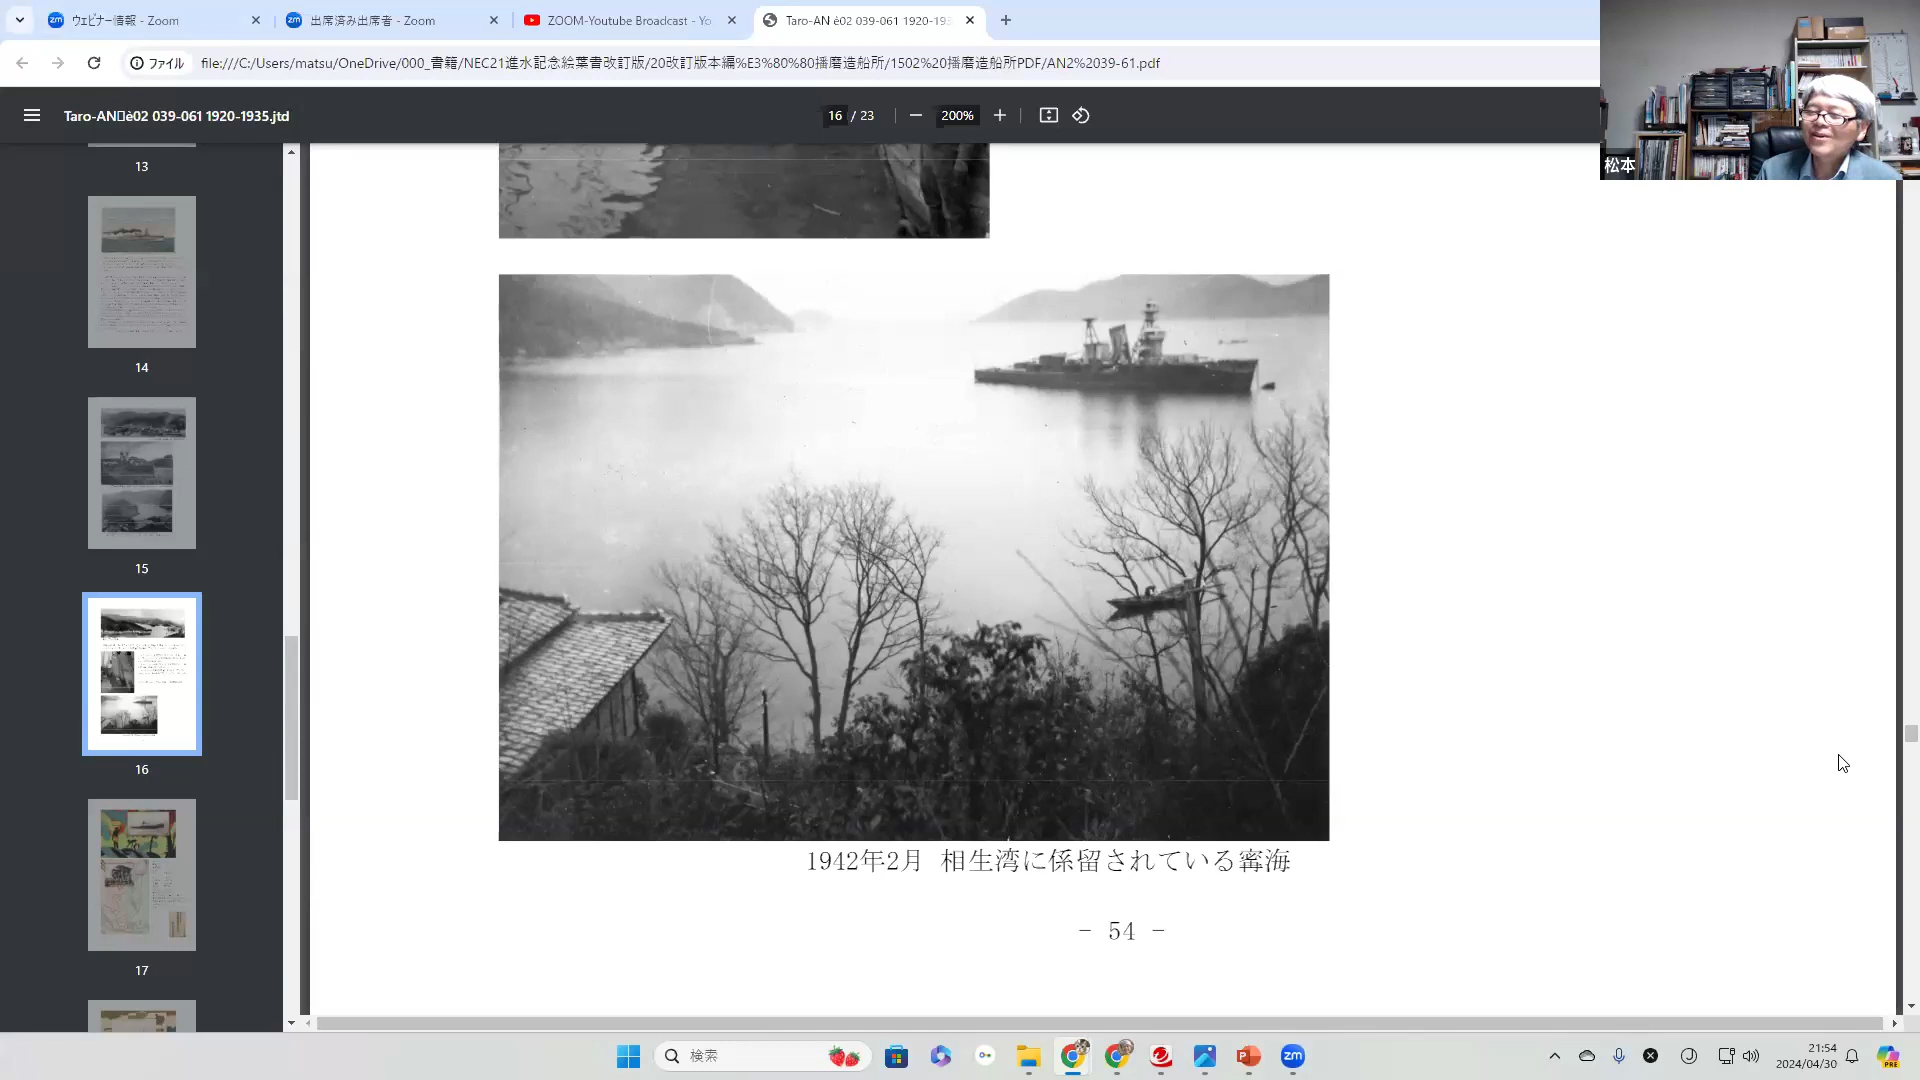 ウェビナー情報 - Zoom
出席済み出席者 - Zoom
ZOOM-Youtube Broadcast - Yo
Taro-AN è02 039-061 1920-193
ファイル
file:///C:/Users/matsu/OneDrive/000_書籍/NEC21進水記念絵葉書改訂版/20改訂版本編%E3%80%80播磨造船所/1502%20播磨造船所PDF/AN2%2039-61.pdf
Taro-AN□è02 039-061 1920-1935.jtd
16 / 23
200%
松本
13
14
15
16
17
1942年2月 相生湾に係留されている寗海
- 54 -
検索
zm
21:54
2024/04/30